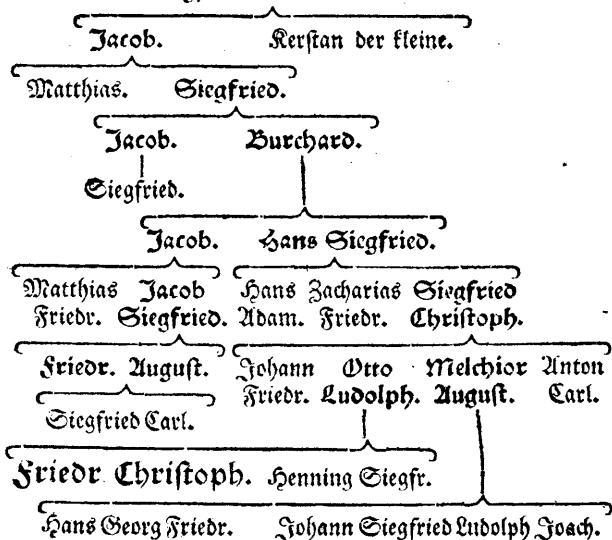 Jacob. Kerſtan der kleine.
Matthias. Siegfried.
Jacob. Burchard.
Siegfried.
Jacob. Hans Siegfried.
Matthias Jacob Hans Zacharias Siegfried
Friedr. Siegfried. Adam. Friedr. Chriſtoph.
Friedr. Auguſt. Johann Otto Melchior Anton
Friedr. Ludolph. Auguſt. Carl.
Siegfried Carl.
Friedr Chriſtoph. Henning Siegfr.
Hans Georg Friedr. Johann Siegfried Ludolph Joach.